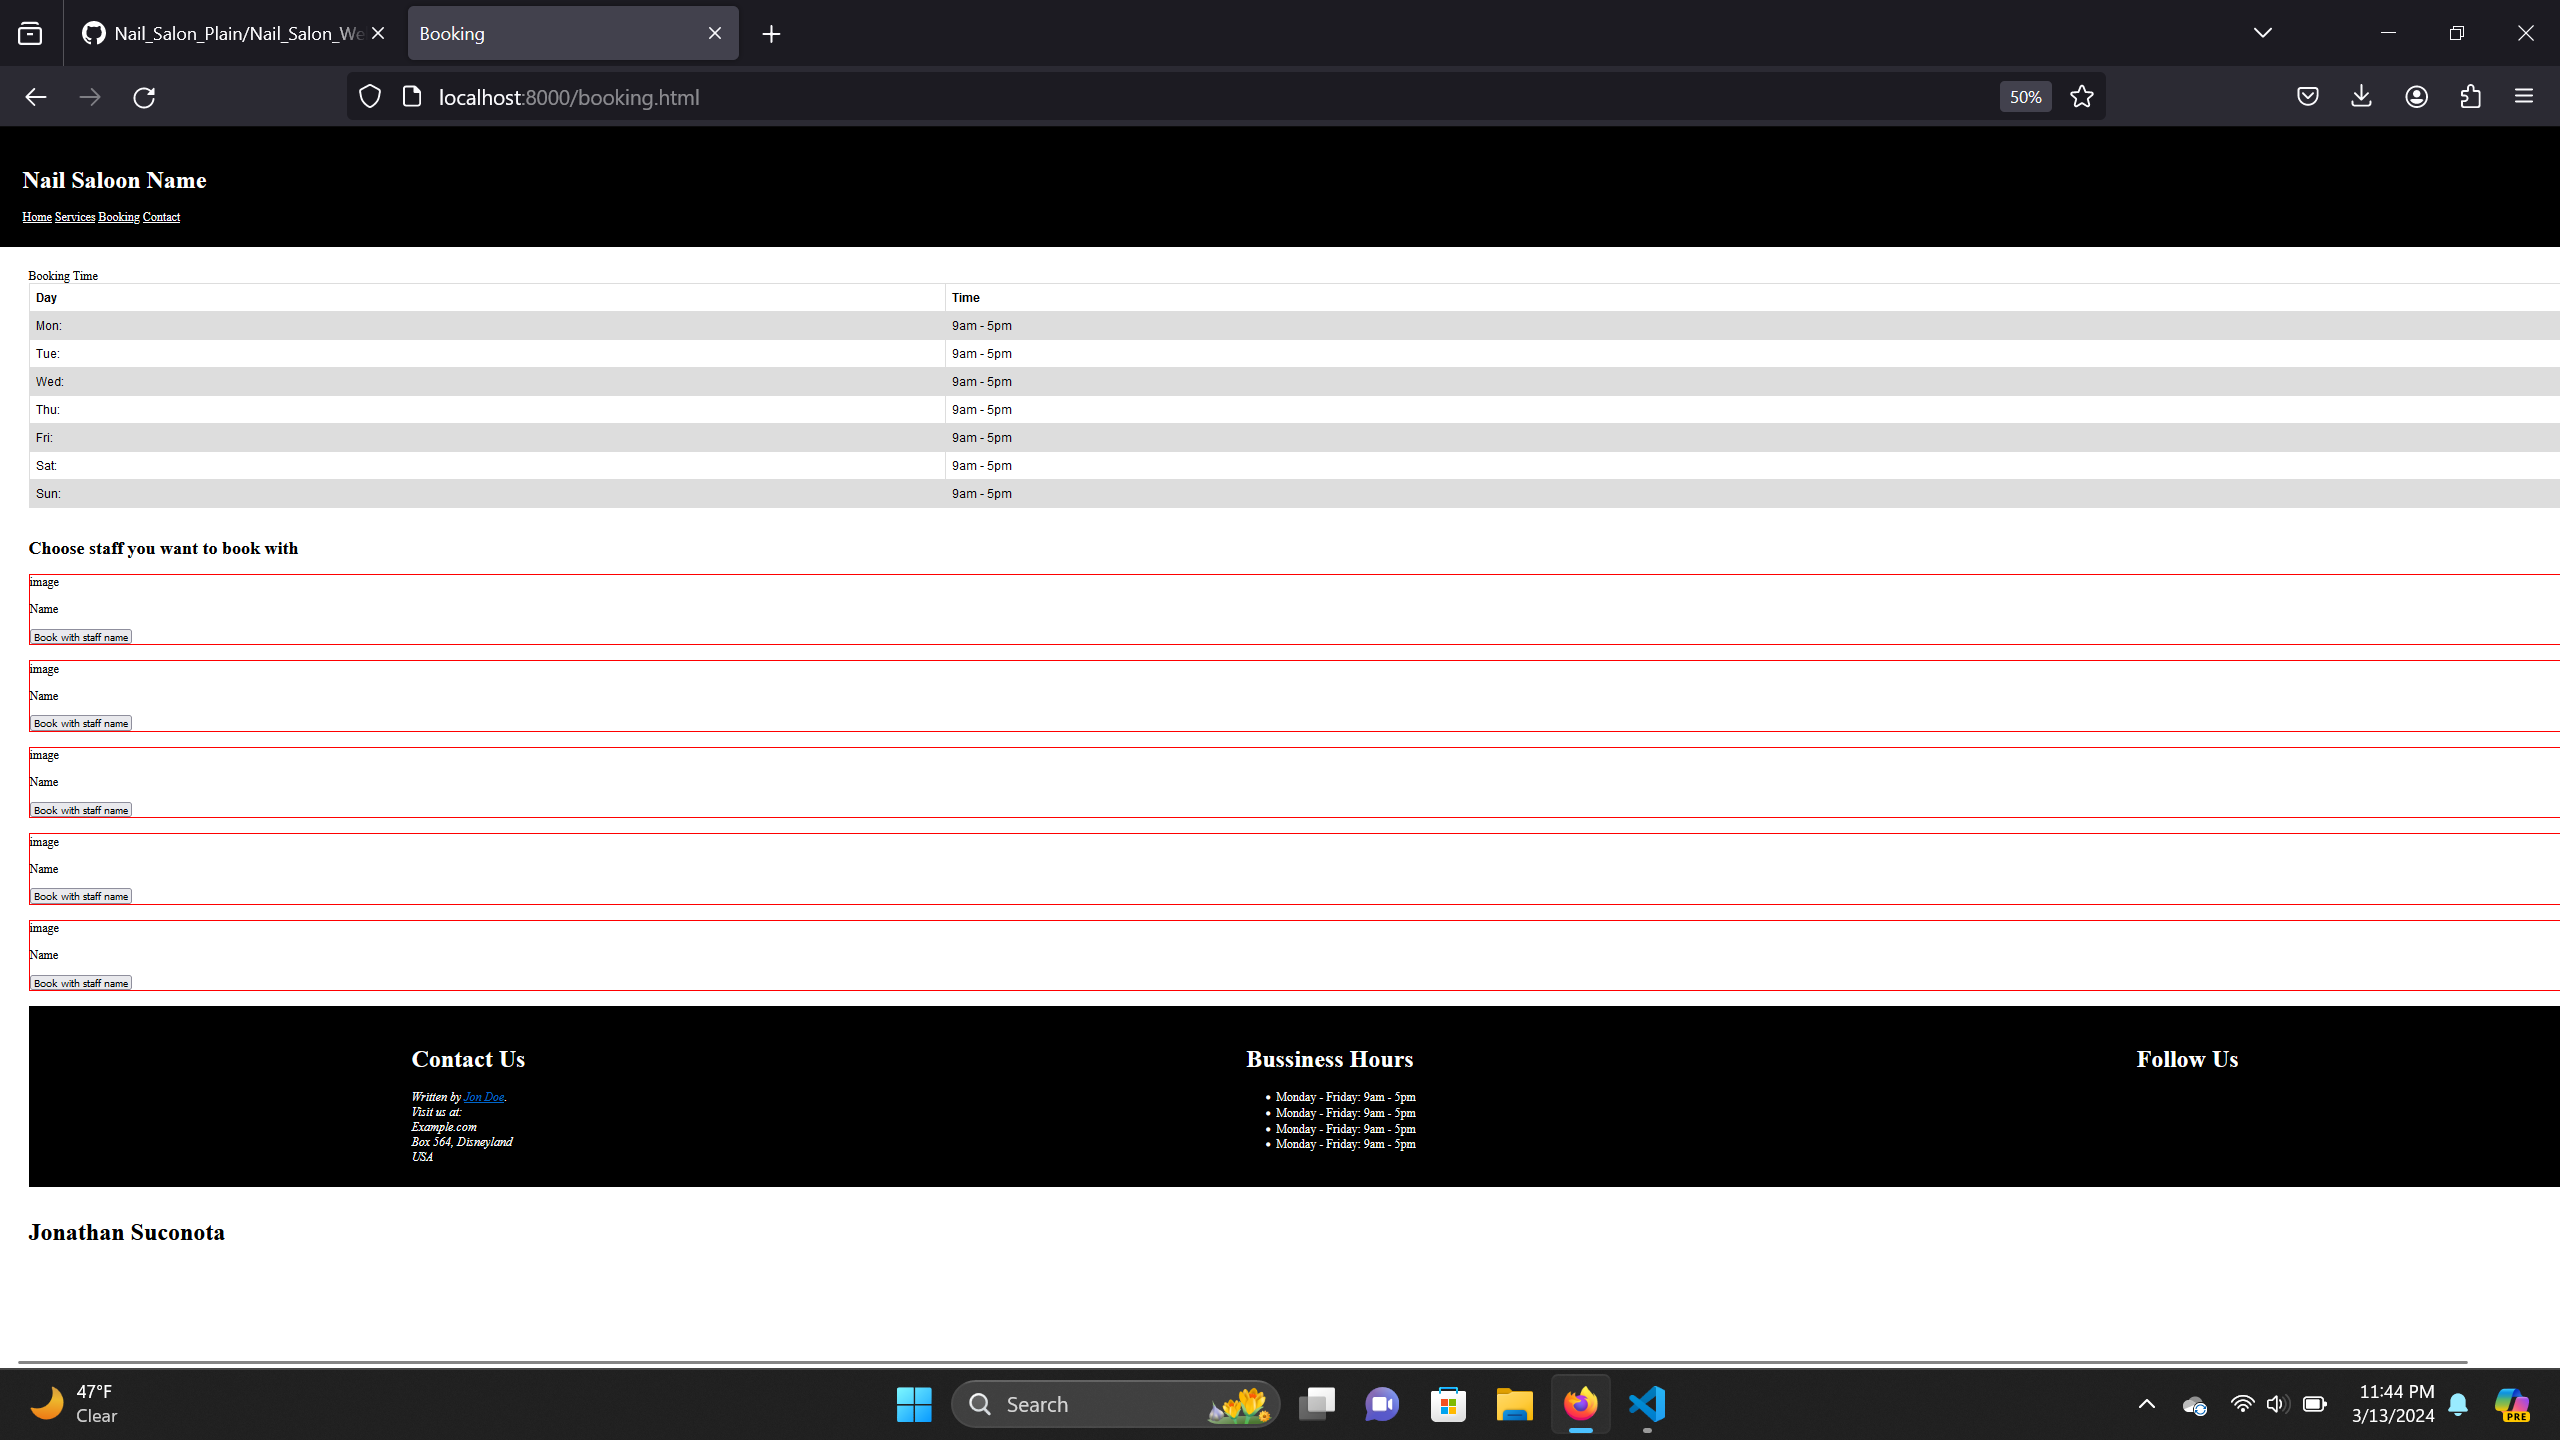 Nail_Salon_Plain/Nail_Salon_We
Booking
localhost:8000/booking.html
50%
Nail Saloon Name
Home Services Booking Contact
Booking Time
Day Time
Mon: 9am - 5pm
Tue: 9am - 5pm
Wed: 9am - 5pm
Thu: 9am - 5pm
Fri: 9am - 5pm
Sat: 9am - 5pm
Sun: 9am - 5pm
Choose staff you want to book with
image
Name
Book with staff name
image
Name
Book with staff name
image
Name
Book with staff name
image
Name
Book with staff name
image
Name
Book with staff name
Contact Us
Written by Jon Doe.
Visit us at:
Example.com
Box 564, Disneyland
USA
Bussiness Hours
• Monday - Friday: 9am - 5pm
• Monday - Friday: 9am - 5pm
• Monday - Friday: 9am - 5pm
• Monday - Friday: 9am - 5pm
Follow Us
Jonathan Suconota
47°F
Clear
Search
11:44 PM
3/13/2024
PRE